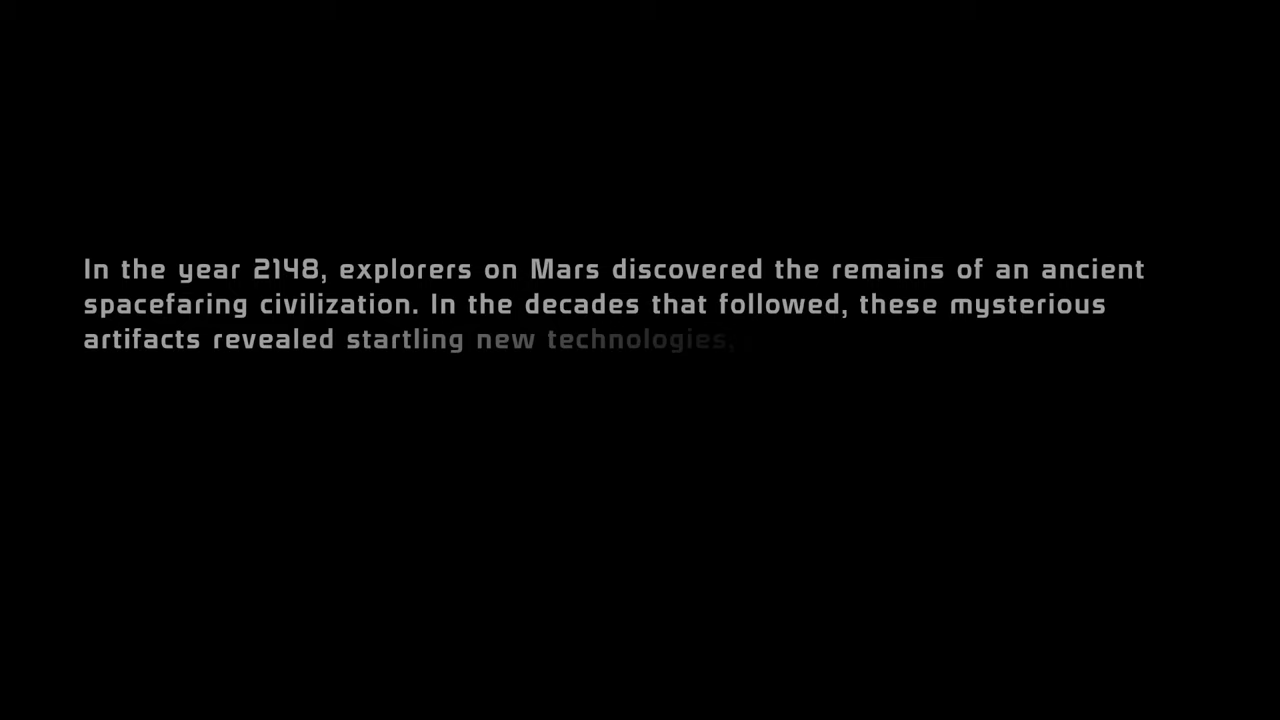 In the year 2148, explorers on Mars discovered the remains of an ancient
spacefaring civilization. In the decades that followed, these mysterious
artifacts revealed startling new technologies,